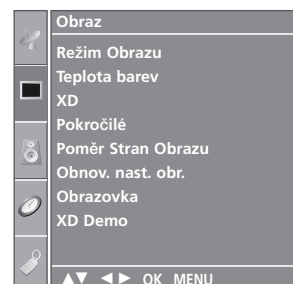 Obraz
Režim Obrazu
Teplota barev
XD
Pokročilé
Poměr Stran Obrazu
Obnov. nast. obr.
Obrazovka
XD Demo
▲▼ ◄► OK MENU